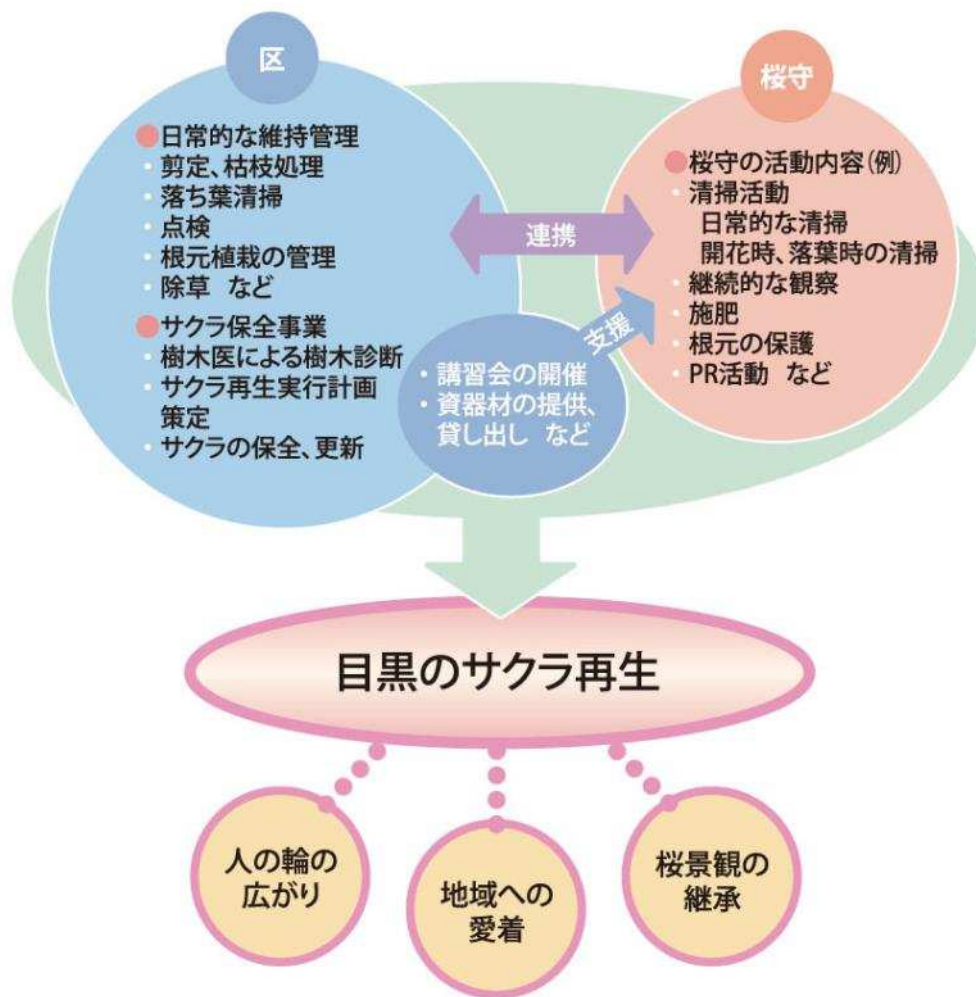 区
●日常的な維持管理
・剪定、枯枝処理
・落ち葉清掃
・点検
・根元植栽の管理
・除草 など
●サクラ保全事業
・樹木医による樹木診断
・サクラ再生実行計画
策定
・サクラの保全、更新
連携
支援
・講習会の開催
・資器材の提供、
貸し出し など
桜守
●桜守の活動内容(例)
・清掃活動
日常的な清掃
開花時、落葉時の清掃
・継続的な観察
・施肥
・根元の保護
・PR活動 など
目黒のサクラ再生
人の輪の
広がり
地域への
愛着
桜景観の
継承